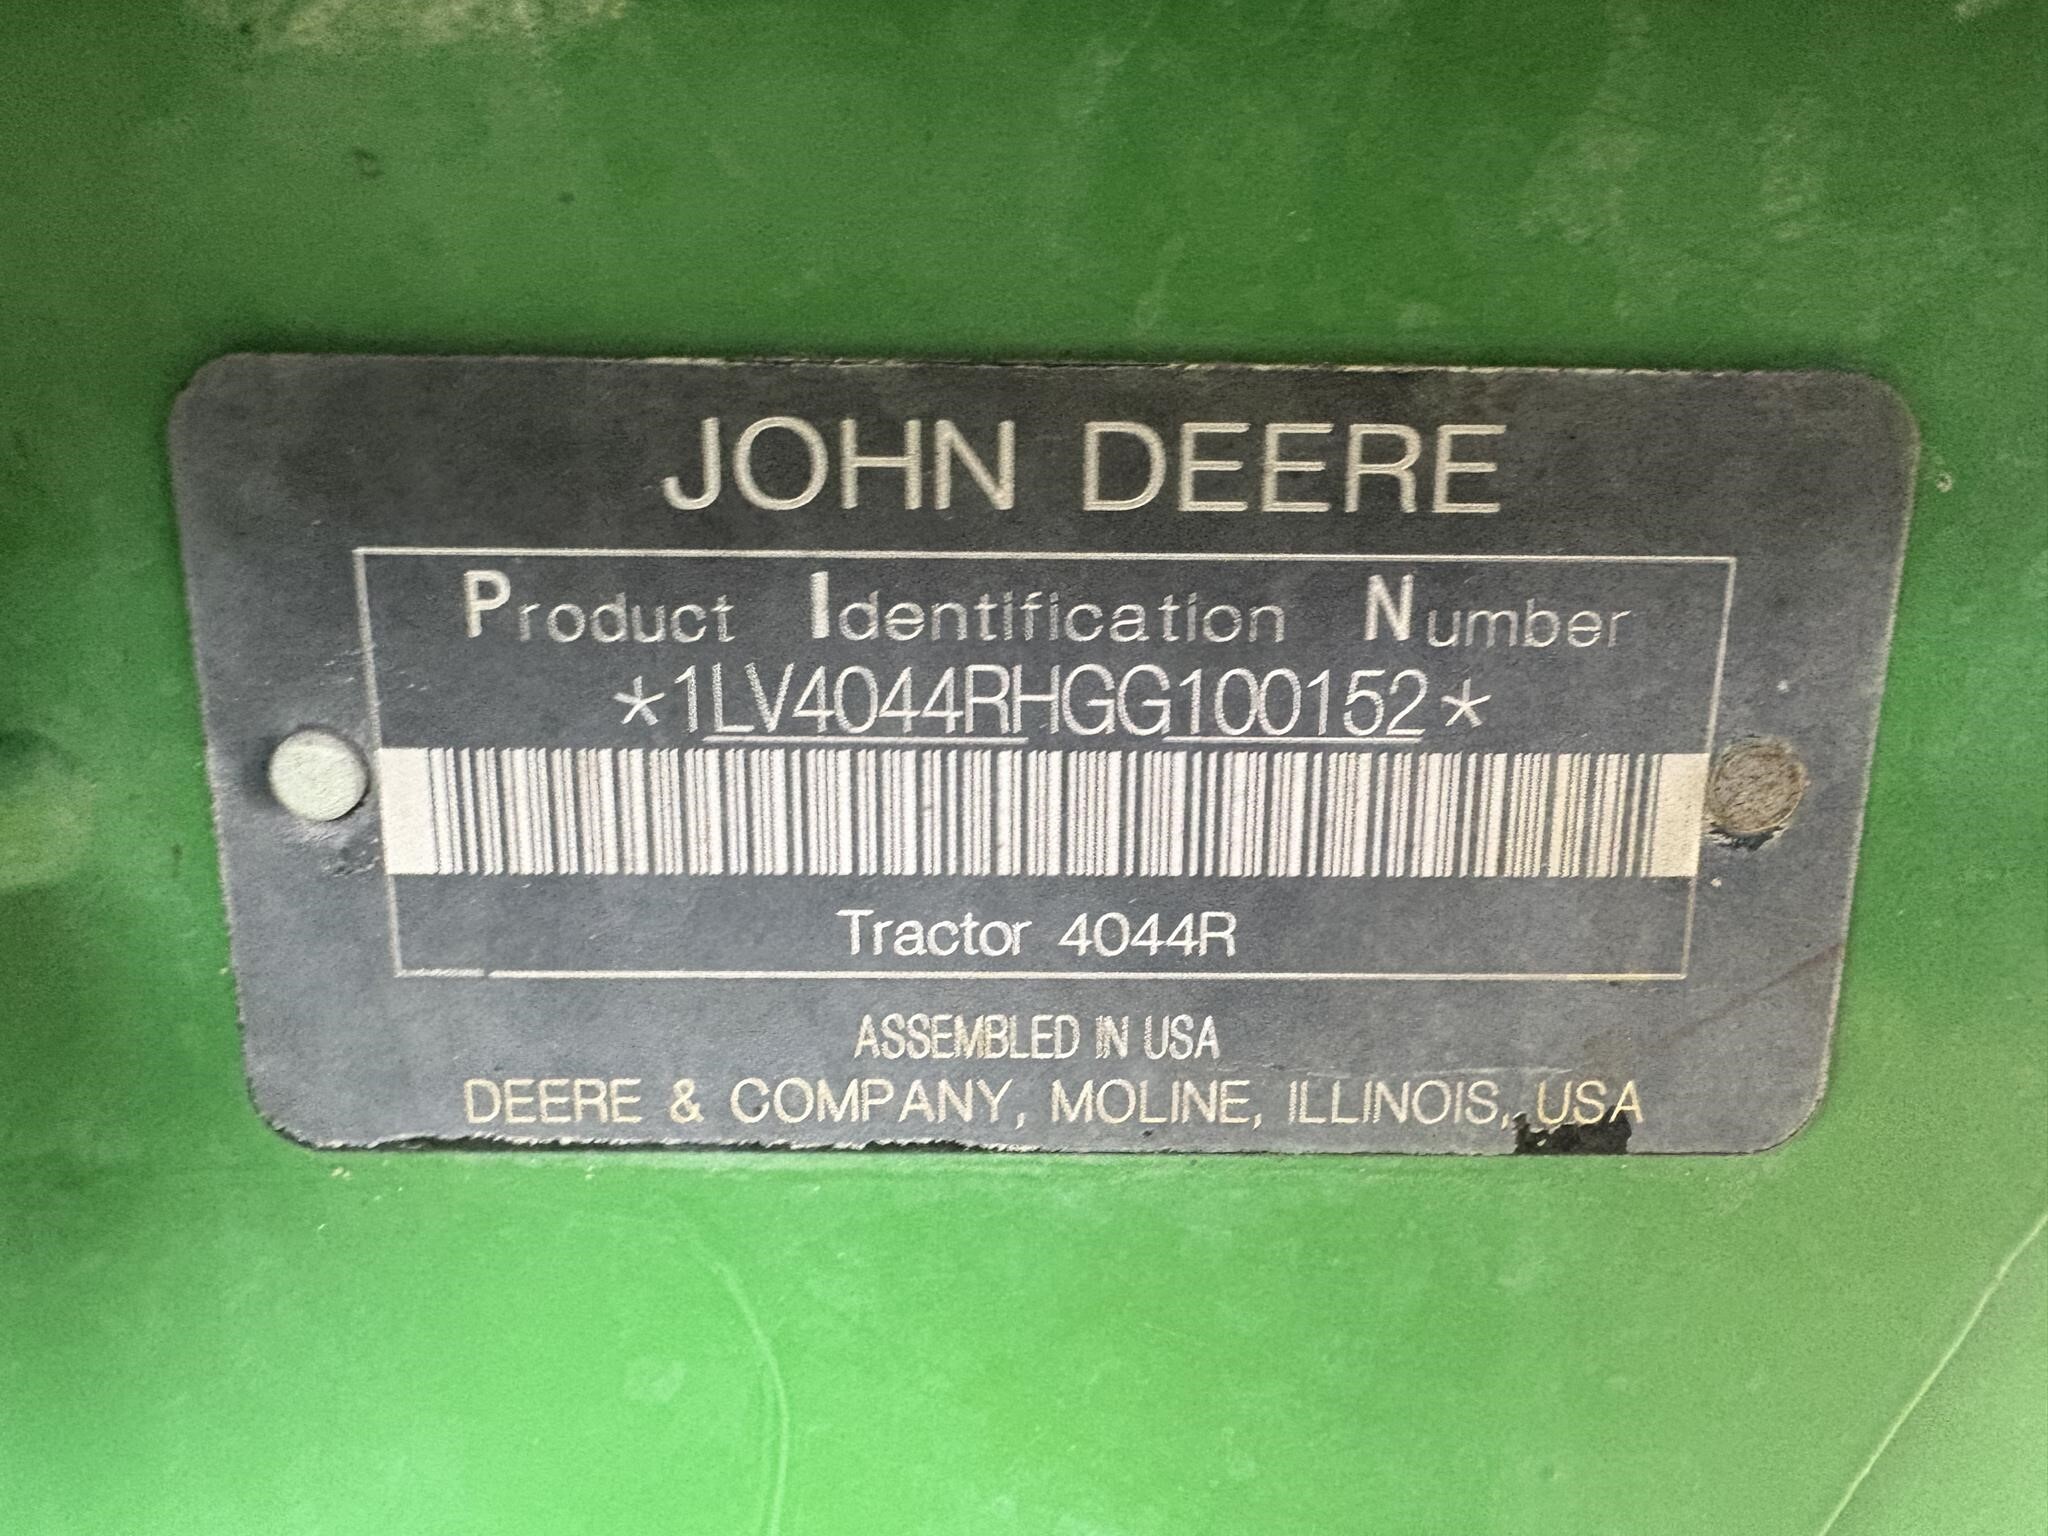 JOHN DEERE
Product Identification Number
*1LV4044RHGG100152*
Tractor 4044R
ASSEMBLED IN USA
DEERE & COMPANY, MOLINE, ILLINOIS, USA